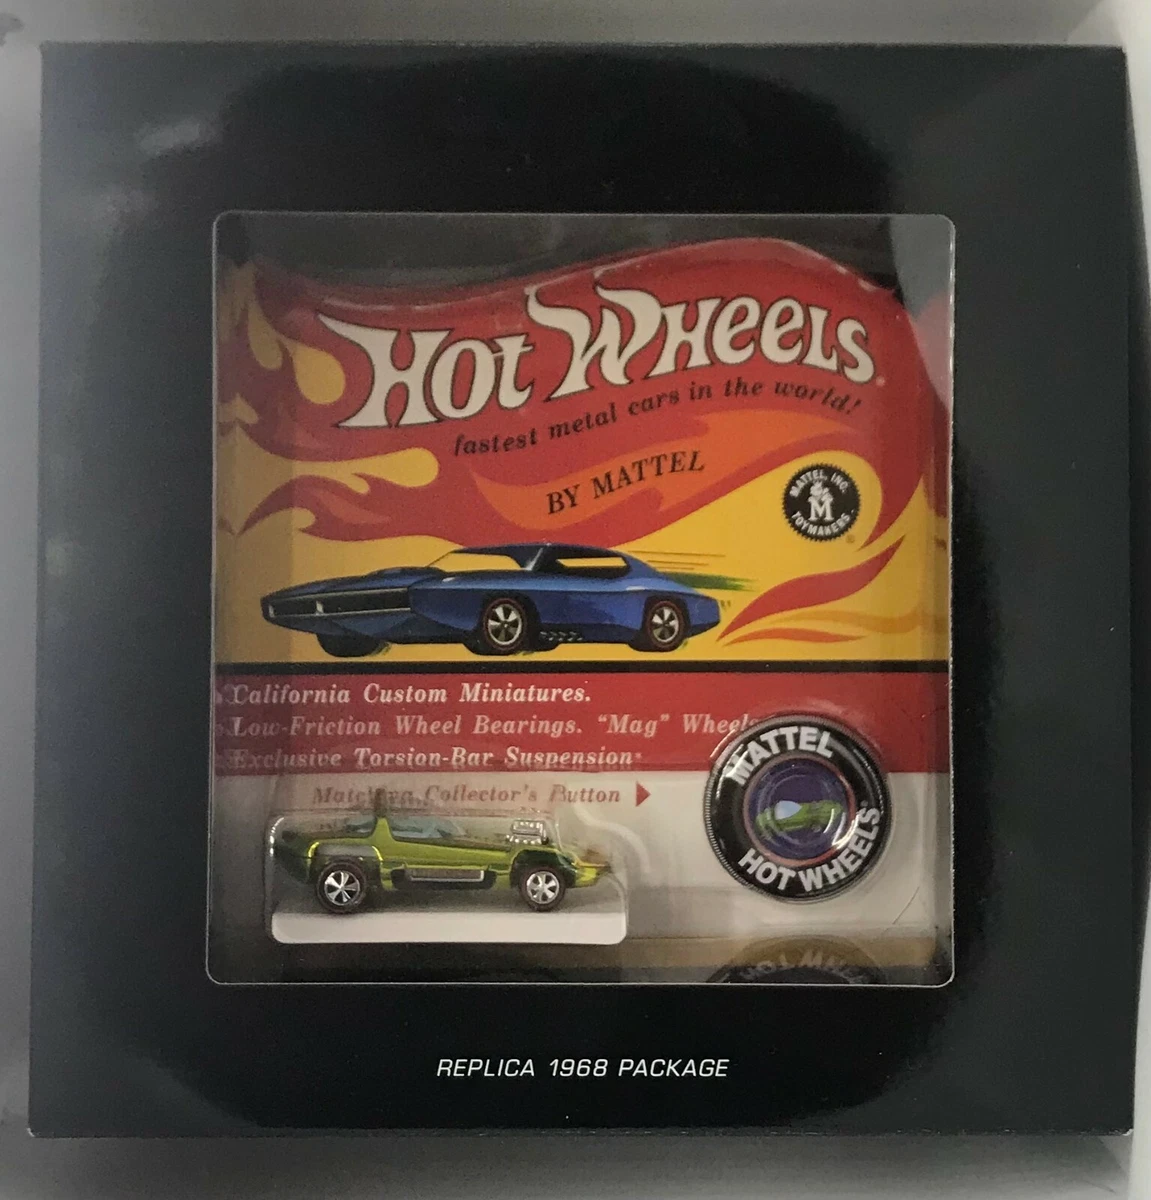 HOT WHEELS
fastest metal cars in the world!
BY MATTEL
MATTEL, INC.
M
TOYMAKERS
®
California Custom Miniatures.
Low-Friction Wheel Bearings. "Mag" Wheels
Exclusive Torsion-Bar Suspension
Collector's Button
MATTEL
HOT WHEELS
REPLICA 1968 PACKAGE